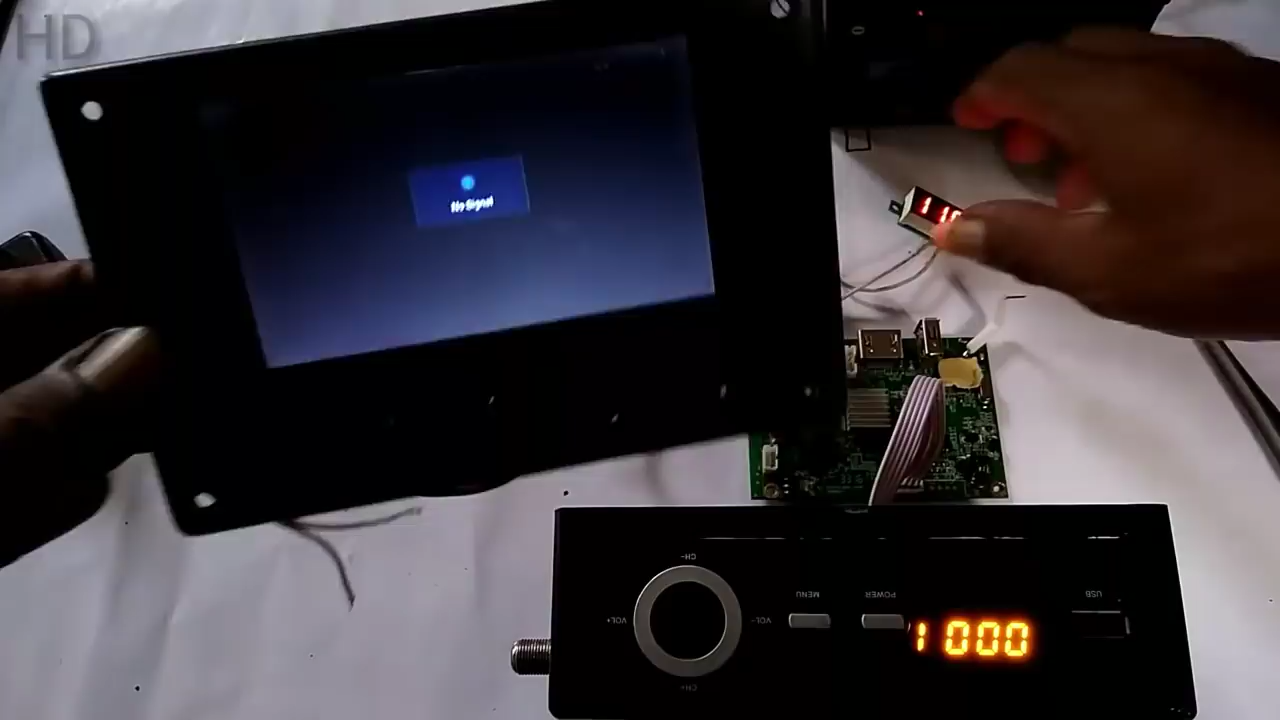 HD
No Signal
CH-
MENU
POWER
USB
VOL+
VOL-
1000
CH+